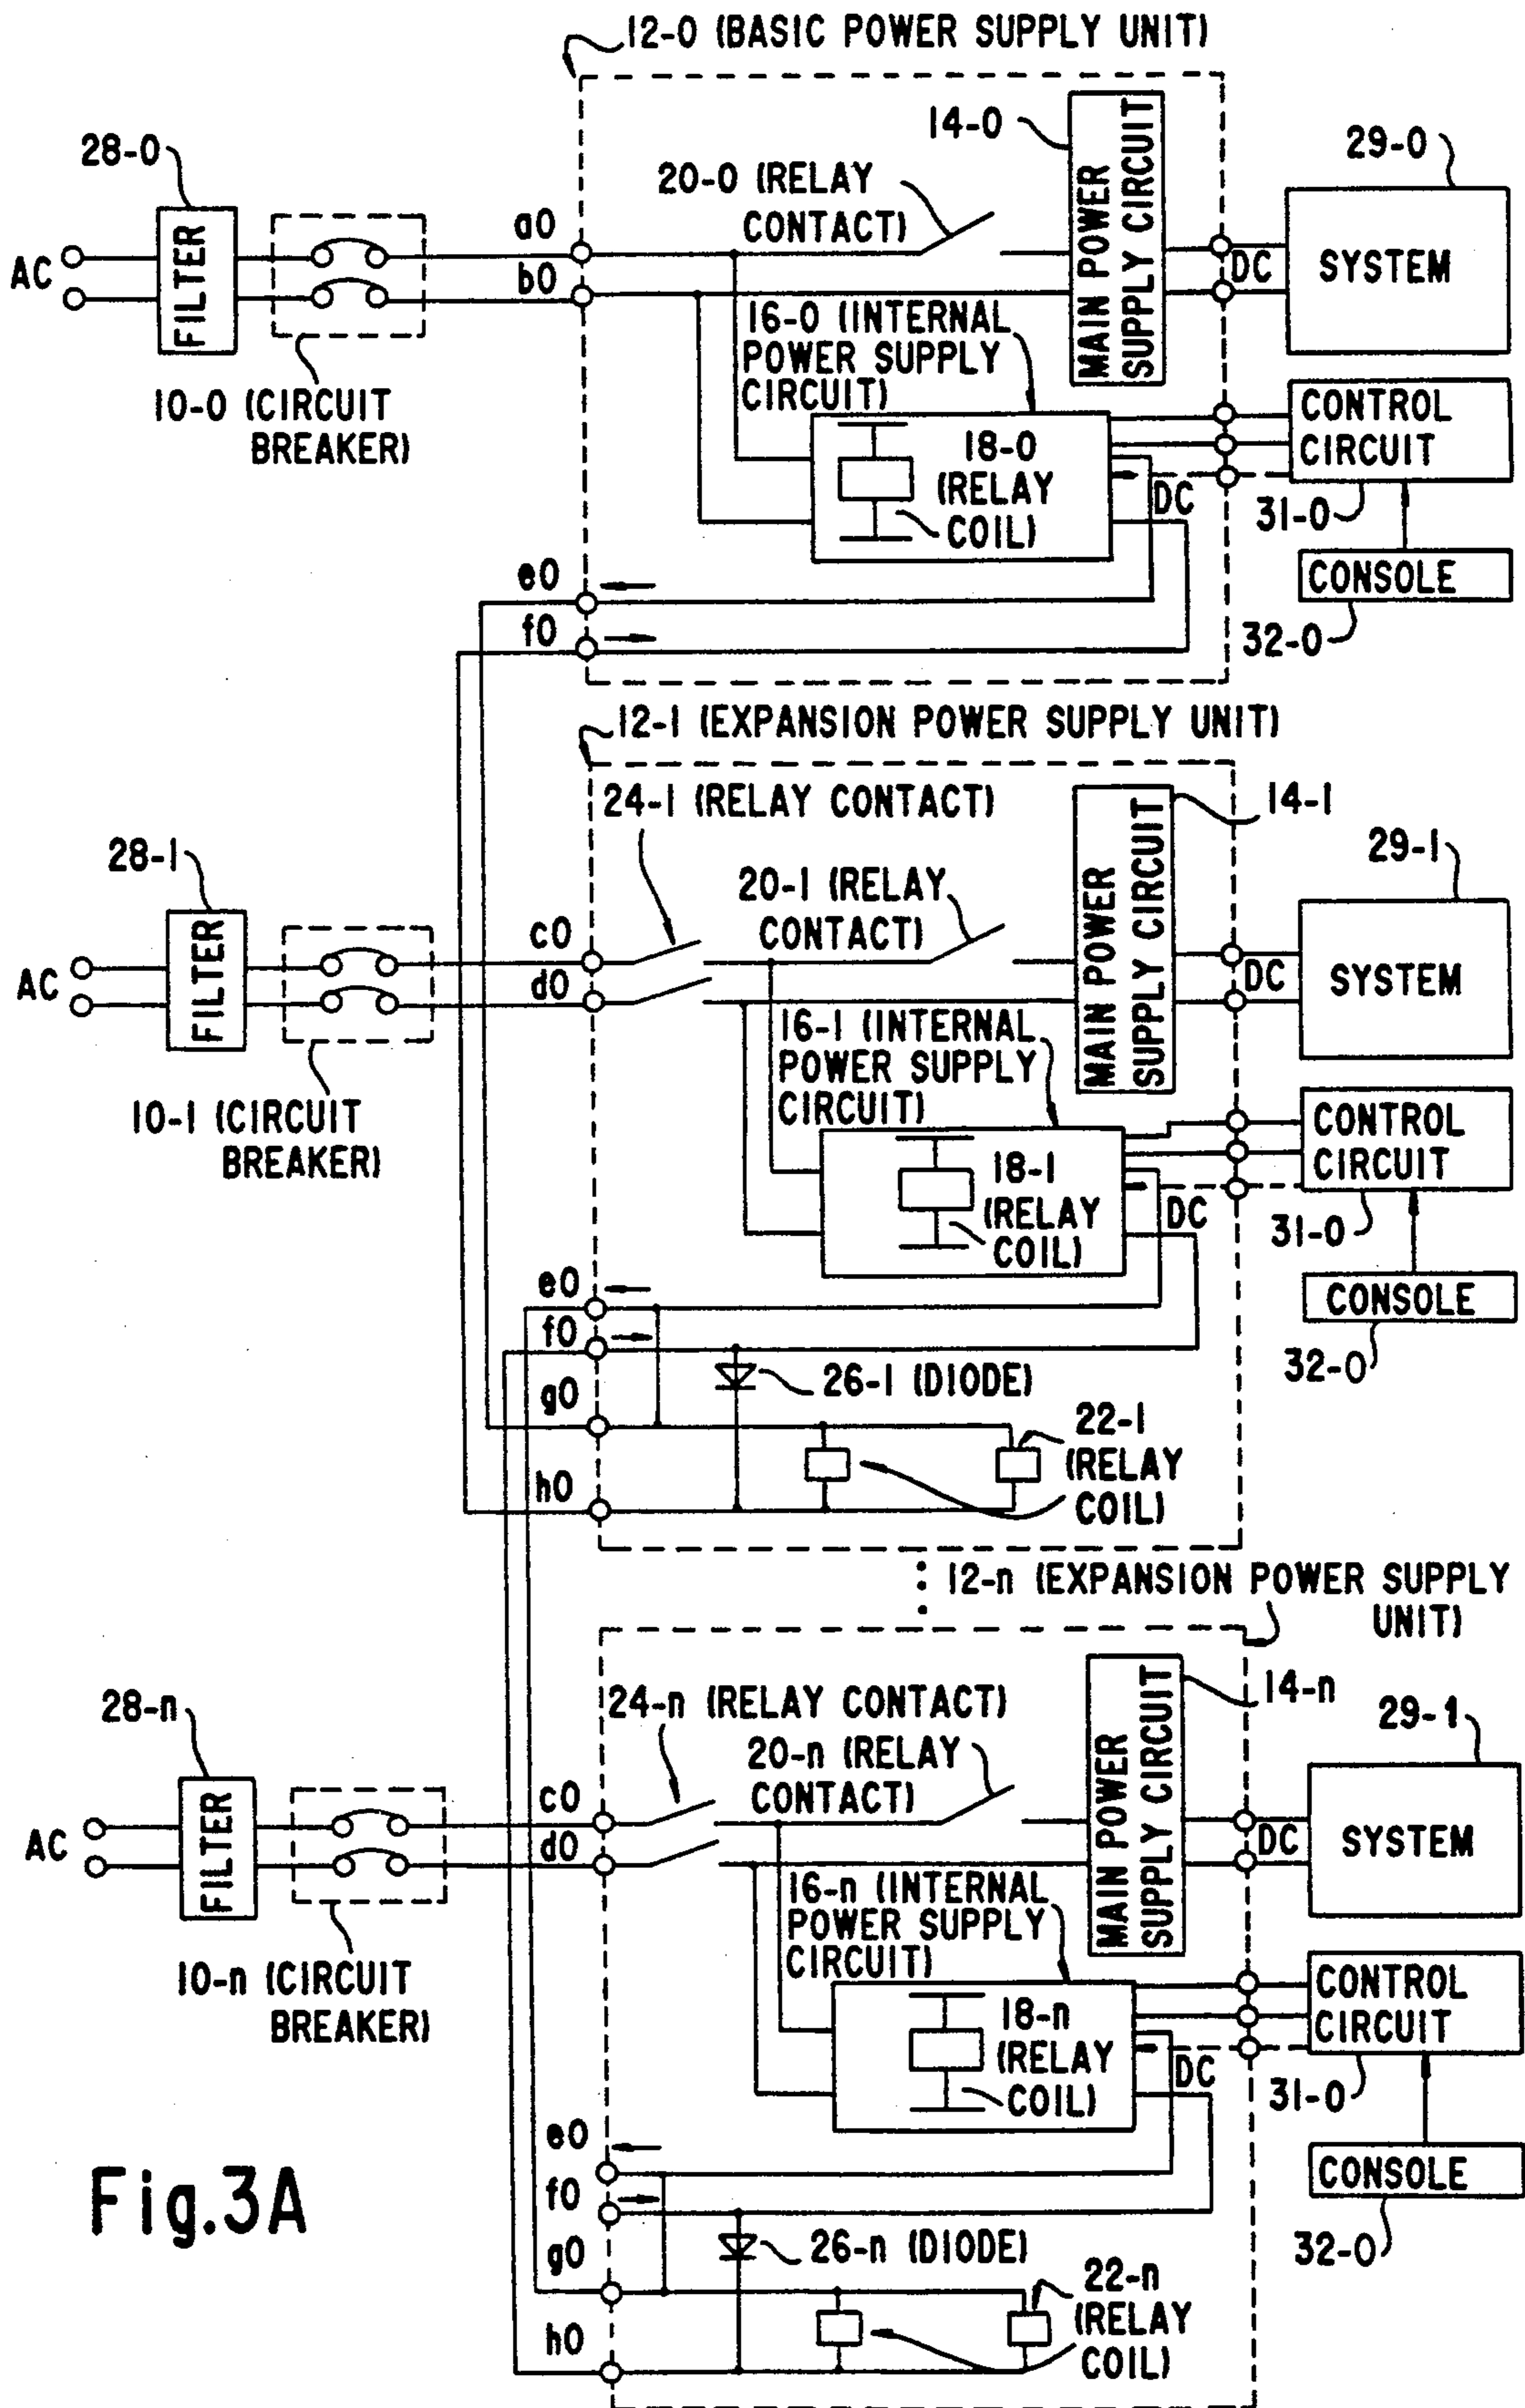 12-0 (BASIC POWER SUPPLY UNIT)
28-0
14-0
29-0
20-0 (RELAY
CONTACT)
MAIN POWER
SUPPLY CIRCUIT
AC
FILTER
a0
b0
DC
SYSTEM
10-0 (CIRCUIT
BREAKER)
16-0 (INTERNAL
POWER SUPPLY
CIRCUIT)
18-0
(RELAY
COIL)
DC
CONTROL
CIRCUIT
31-0
e0
f0
CONSOLE
32-0
12-1 (EXPANSION POWER SUPPLY UNIT)
24-1 (RELAY CONTACT)
14-1
28-1
29-1
20-1 (RELAY
CONTACT)
MAIN POWER
SUPPLY CIRCUIT
AC
FILTER
c0
d0
DC
SYSTEM
10-1 (CIRCUIT
BREAKER)
16-1 (INTERNAL
POWER SUPPLY
CIRCUIT)
18-1
(RELAY
COIL)
DC
CONTROL
CIRCUIT
31-0
e0
f0
CONSOLE
32-0
26-1 (DIODE)
g0
22-1
(RELAY
COIL)
h0
12-n (EXPANSION POWER SUPPLY
UNIT)
24-n (RELAY CONTACT)
14-n
28-n
29-1
20-n (RELAY
CONTACT)
MAIN POWER
SUPPLY CIRCUIT
AC
FILTER
c0
d0
DC
SYSTEM
10-n (CIRCUIT
BREAKER)
16-n (INTERNAL
POWER SUPPLY
CIRCUIT)
18-n
(RELAY
COIL)
DC
CONTROL
CIRCUIT
31-0
e0
f0
CONSOLE
32-0
26-n (DIODE)
g0
22-n
(RELAY
COIL)
h0
Fig.3A